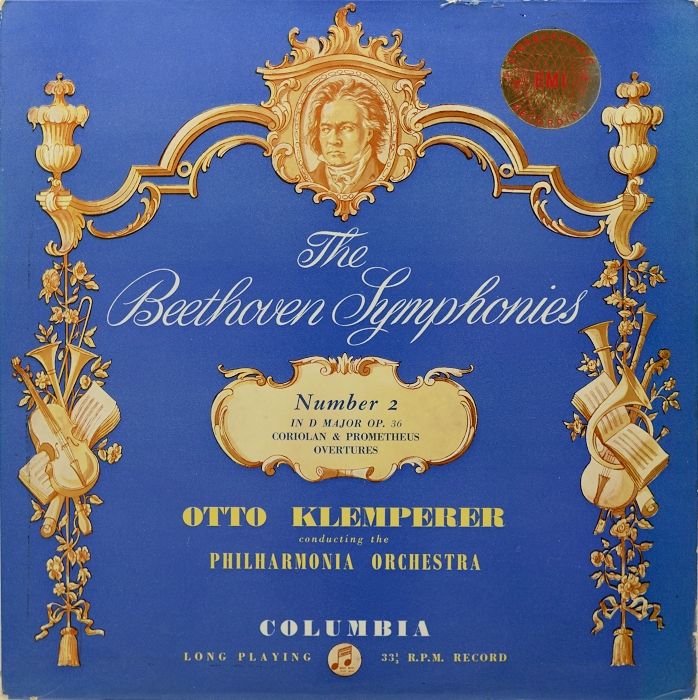 EMI
The
Beethoven Symphonies
Number 2
IN D MAJOR OP. 36
CORIOLAN & PROMETHEUS
OVERTURES
OTTO KLEMPERER
conducting the
PHILHARMONIA ORCHESTRA
COLUMBIA
LONG PLAYING 33⅓ R.P.M. RECORD